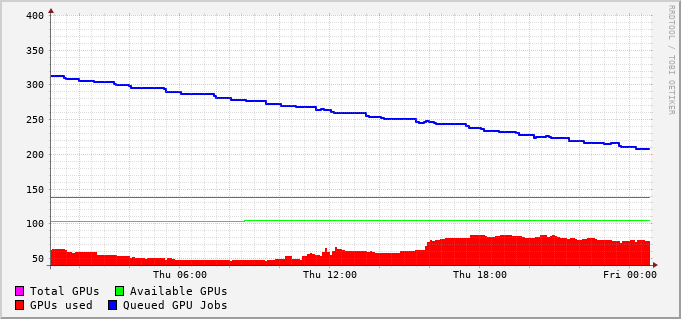 400
350
300
250
200
150
100
50
Thu 06:00 Thu 12:00 Thu 18:00 Fri 00:00
Total GPUs Available GPUs
GPUs used Queued GPU Jobs
RRDTOOL / TOBI OETIKER